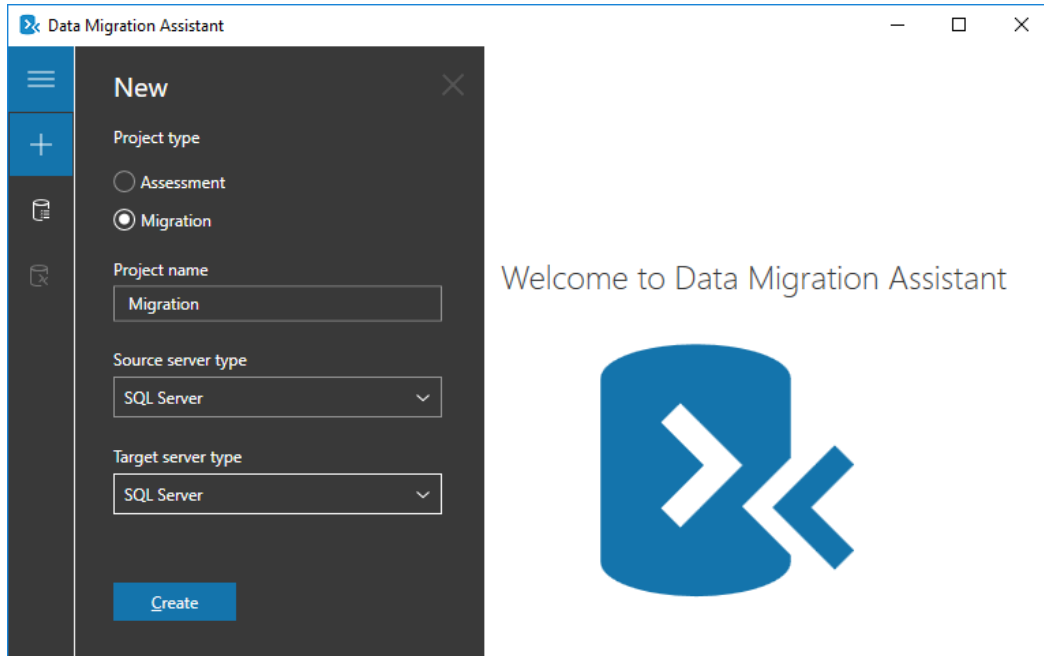 Data Migration Assistant
New
Project type
Assessment
Migration
Project name
Migration
Source server type
SQL Server
Target server type
SQL Server
Create
Welcome to Data Migration Assistant